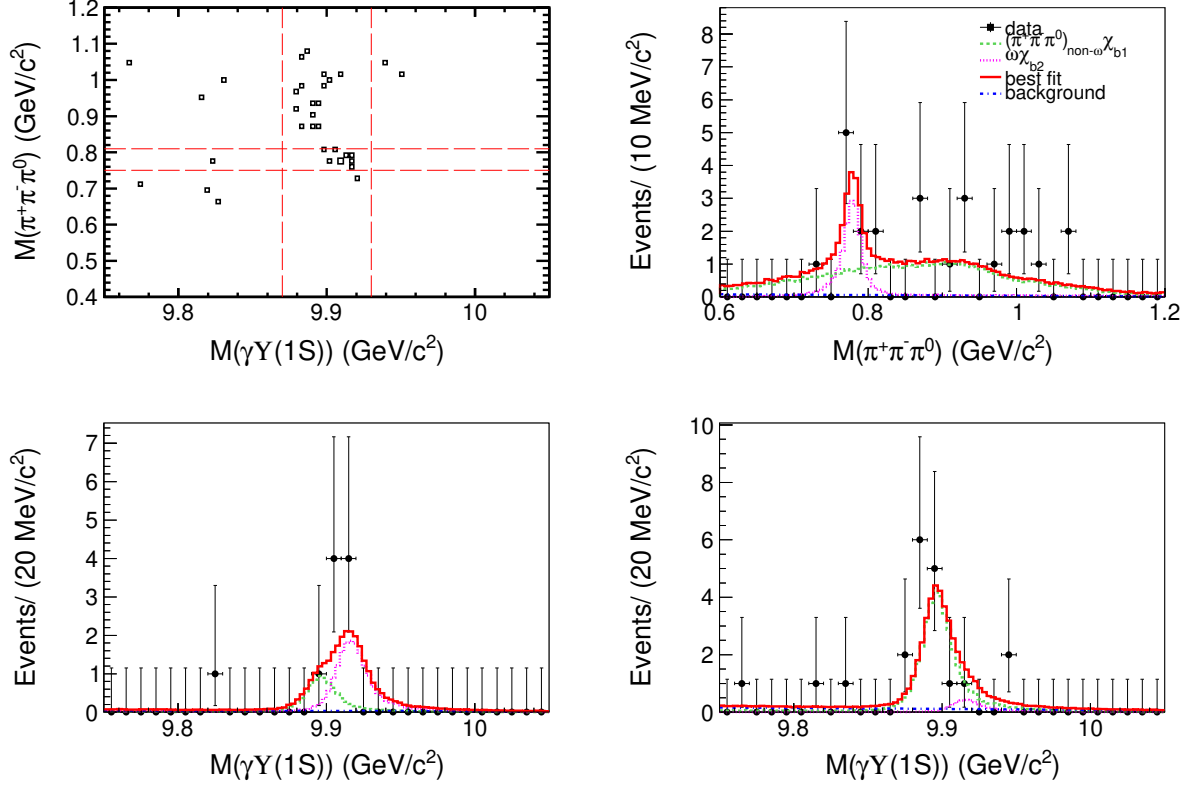 M(π⁺π⁻π⁰) (GeV/c²)
1.2
1.1
1
0.9
0.8
0.7
0.6
0.5
0.4
9.8 9.9 10
M(γΥ(1S)) (GeV/c²)
Events/ (10 MeV/c²)
8
7
6
5
4
3
2
1
0
data
(π⁺π⁻π⁰)non-ω χb1
ωχb2
best fit
background
0.6 0.8 1 1.2
M(π⁺π⁻π⁰) (GeV/c²)
Events/ (20 MeV/c²)
7
6
5
4
3
2
1
0
9.8 9.9 10
M(γΥ(1S)) (GeV/c²)
Events/ (20 MeV/c²)
10
8
6
4
2
0
9.8 9.9 10
M(γΥ(1S)) (GeV/c²)